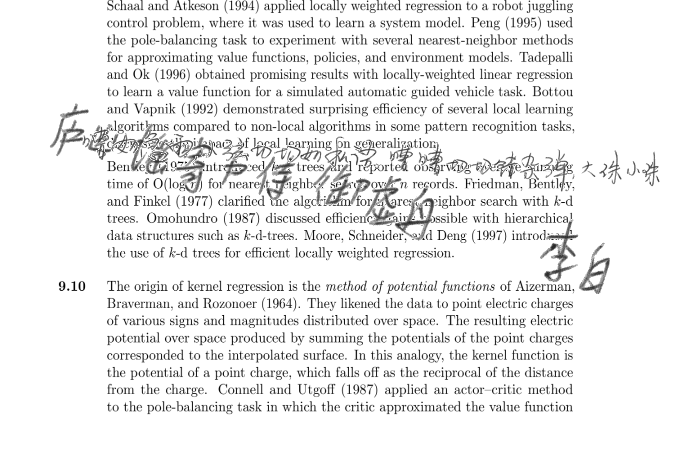 Schaal and Atkeson (1994) applied locally weighted regression to a robot juggling
control problem, where it was used to learn a system model. Peng (1995) used
the pole-balancing task to experiment with several nearest-neighbor methods
for approximating value functions, policies, and environment models. Tadepalli
and Ok (1996) obtained promising results with locally-weighted linear regression
to learn a value function for a simulated automatic guided vehicle task. Bottou
and Vapnik (1992) demonstrated surprising efficiency of several local learning
algorithms compared to non-local algorithms in some pattern recognition tasks,
of local learning on generalization.
大珠小珠
Bentley (1975) introduced k-d trees and reported observing average running
time of O(log n) for nearest neighbor search over n records. Friedman, Bentley,
and Finkel (1977) clarified the algorithm for nearest neighbor search with k-d
trees. Omohundro (1987) discussed efficiency gains possible with hierarchical
data structures such as k-d-trees. Moore, Schneider, and Deng (1997) introduced
the use of k-d trees for efficient locally weighted regression.
李白
9.10 The origin of kernel regression is the method of potential functions of Aizerman,
Braverman, and Rozonoer (1964). They likened the data to point electric charges
of various signs and magnitudes distributed over space. The resulting electric
potential over space produced by summing the potentials of the point charges
corresponded to the interpolated surface. In this analogy, the kernel function is
the potential of a point charge, which falls off as the reciprocal of the distance
from the charge. Connell and Utgoff (1987) applied an actor–critic method
to the pole-balancing task in which the critic approximated the value function